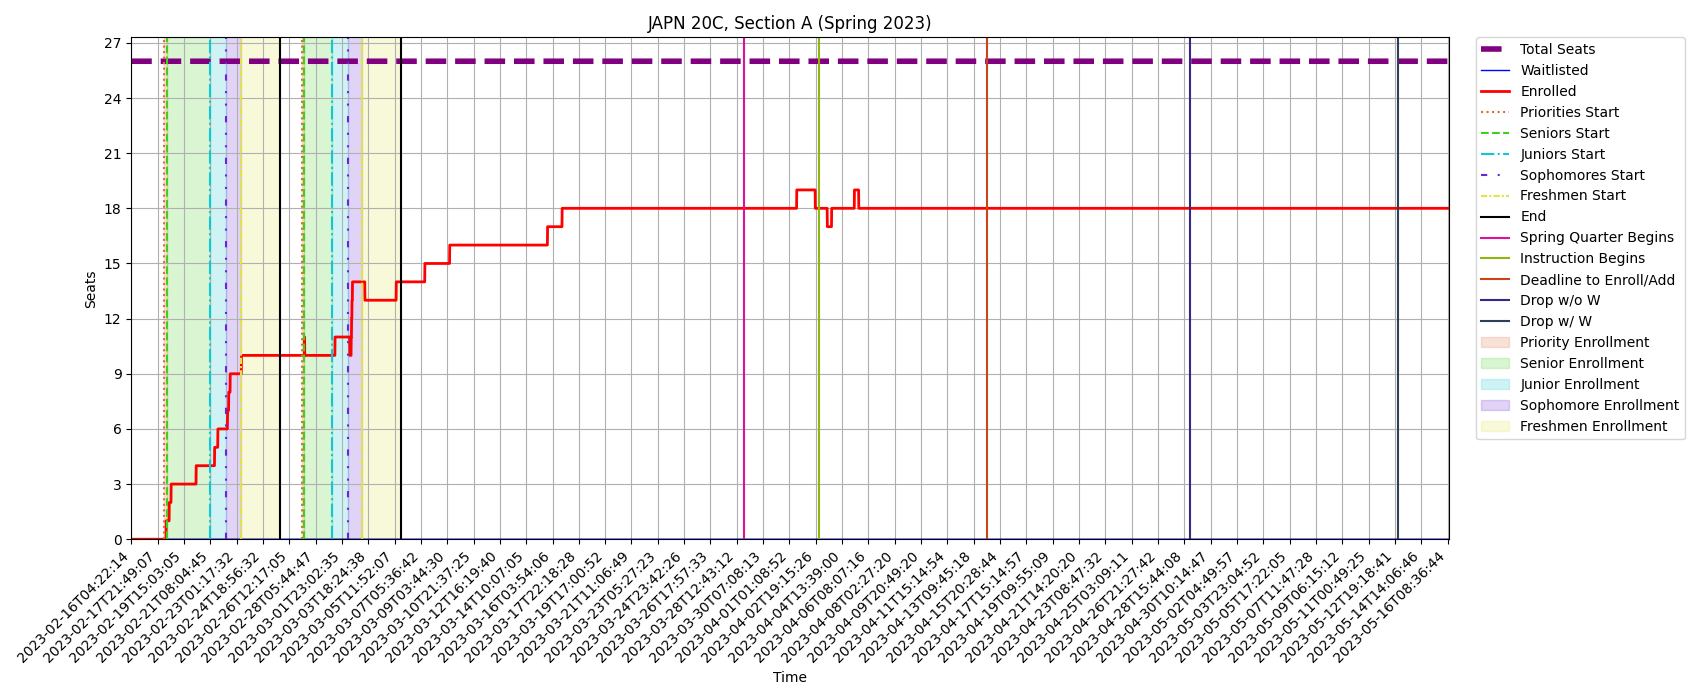 JAPN 20C, Section A (Spring 2023)
27
24
21
18
15
12
9
6
3
0
Seats
2023-02-16T04:22:14
2023-02-17T21:49:07
2023-02-19T15:03:05
2023-02-21T08:04:45
2023-02-23T01:17:32
2023-02-24T18:56:32
2023-02-26T12:17:05
2023-02-28T05:44:47
2023-03-01T23:02:35
2023-03-03T18:24:38
2023-03-05T11:52:07
2023-03-07T05:36:42
2023-03-09T03:44:30
2023-03-10T21:37:25
2023-03-12T16:19:40
2023-03-14T10:07:05
2023-03-16T03:54:06
2023-03-17T22:18:28
2023-03-19T17:00:52
2023-03-21T11:06:49
2023-03-23T05:27:23
2023-03-24T23:42:26
2023-03-26T17:57:33
2023-03-28T12:43:12
2023-03-30T07:08:13
2023-04-01T01:08:52
2023-04-02T19:15:26
2023-04-04T13:39:00
2023-04-06T08:07:16
2023-04-08T02:27:20
2023-04-09T20:49:20
2023-04-11T15:14:54
2023-04-13T09:45:18
2023-04-15T20:28:44
2023-04-17T15:14:57
2023-04-19T09:55:09
2023-04-21T14:20:20
2023-04-23T08:47:32
2023-04-25T03:09:11
2023-04-26T21:27:42
2023-04-28T15:44:08
2023-04-30T10:14:47
2023-05-02T04:49:57
2023-05-03T23:04:52
2023-05-05T17:22:05
2023-05-07T11:47:28
2023-05-09T06:15:12
2023-05-11T00:49:25
2023-05-12T19:18:41
2023-05-14T14:06:46
2023-05-16T08:36:44
Time
Total Seats
Waitlisted
Enrolled
Priorities Start
Seniors Start
Juniors Start
Sophomores Start
Freshmen Start
End
Spring Quarter Begins
Instruction Begins
Deadline to Enroll/Add
Drop w/o W
Drop w/ W
Priority Enrollment
Senior Enrollment
Junior Enrollment
Sophomore Enrollment
Freshmen Enrollment